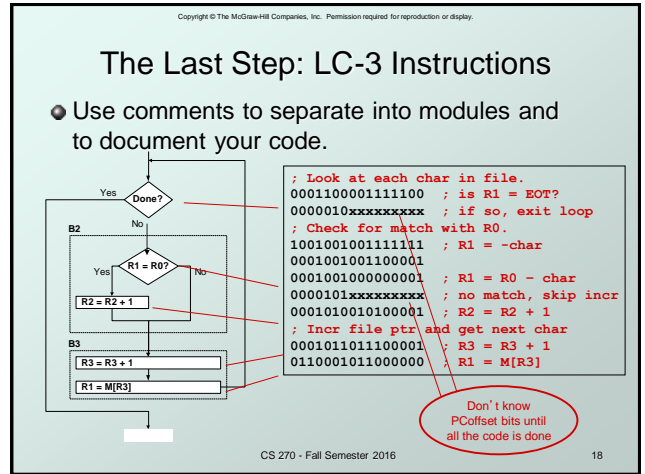 Copyright © The McGraw-Hill Companies, Inc. Permission required for reproduction or display.
The Last Step: LC-3 Instructions
Use comments to separate into modules and
to document your code.
Yes
Done?
No
B2
Yes
R1 = R0?
No
R2 = R2 + 1
B3
R3 = R3 + 1
R1 = M[R3]
; Look at each char in file.
0001100001111100 ; is R1 = EOT?
0000010xxxxxxxxx ; if so, exit loop
; Check for match with R0.
1001001001111111 ; R1 = -char
0001001001100001
0001001000000001 ; R1 = R0 – char
0000101xxxxxxxxx ; no match, skip incr
0001010010100001 ; R2 = R2 + 1
; Incr file ptr and get next char
0001011011100001 ; R3 = R3 + 1
0110001011000000 ; R1 = M[R3]
Don't know
PCoffset bits until
all the code is done
CS 270 - Fall Semester 2016
18